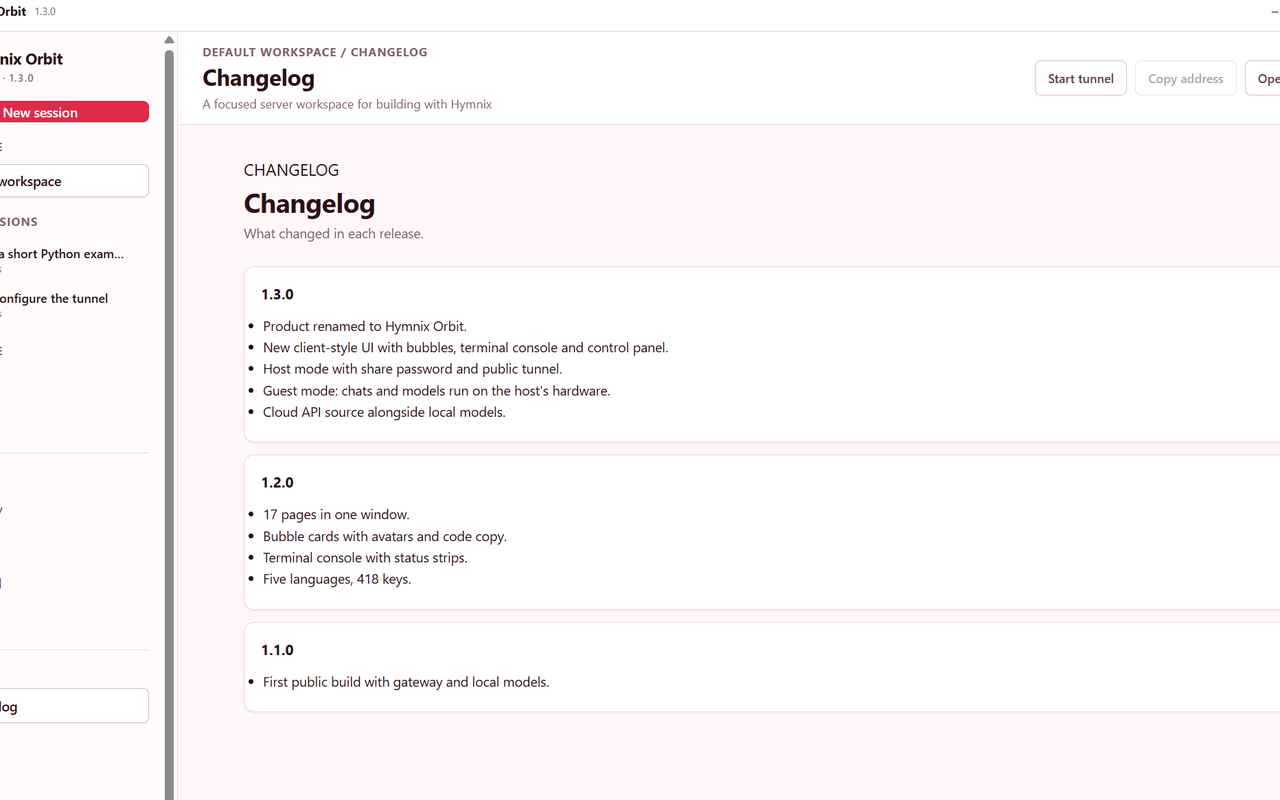 Orbit 1.3.0
nix Orbit
· 1.3.0
New session
E
workspace
SIONS
a short Python exam...
s
onfigure the tunnel
s
E
y
l
log
DEFAULT WORKSPACE / CHANGELOG
Changelog
A focused server workspace for building with Hymnix
Start tunnel
Copy address
Ope
CHANGELOG
Changelog
What changed in each release.
1.3.0
• Product renamed to Hymnix Orbit.
• New client-style UI with bubbles, terminal console and control panel.
• Host mode with share password and public tunnel.
• Guest mode: chats and models run on the host's hardware.
• Cloud API source alongside local models.
1.2.0
• 17 pages in one window.
• Bubble cards with avatars and code copy.
• Terminal console with status strips.
• Five languages, 418 keys.
1.1.0
• First public build with gateway and local models.